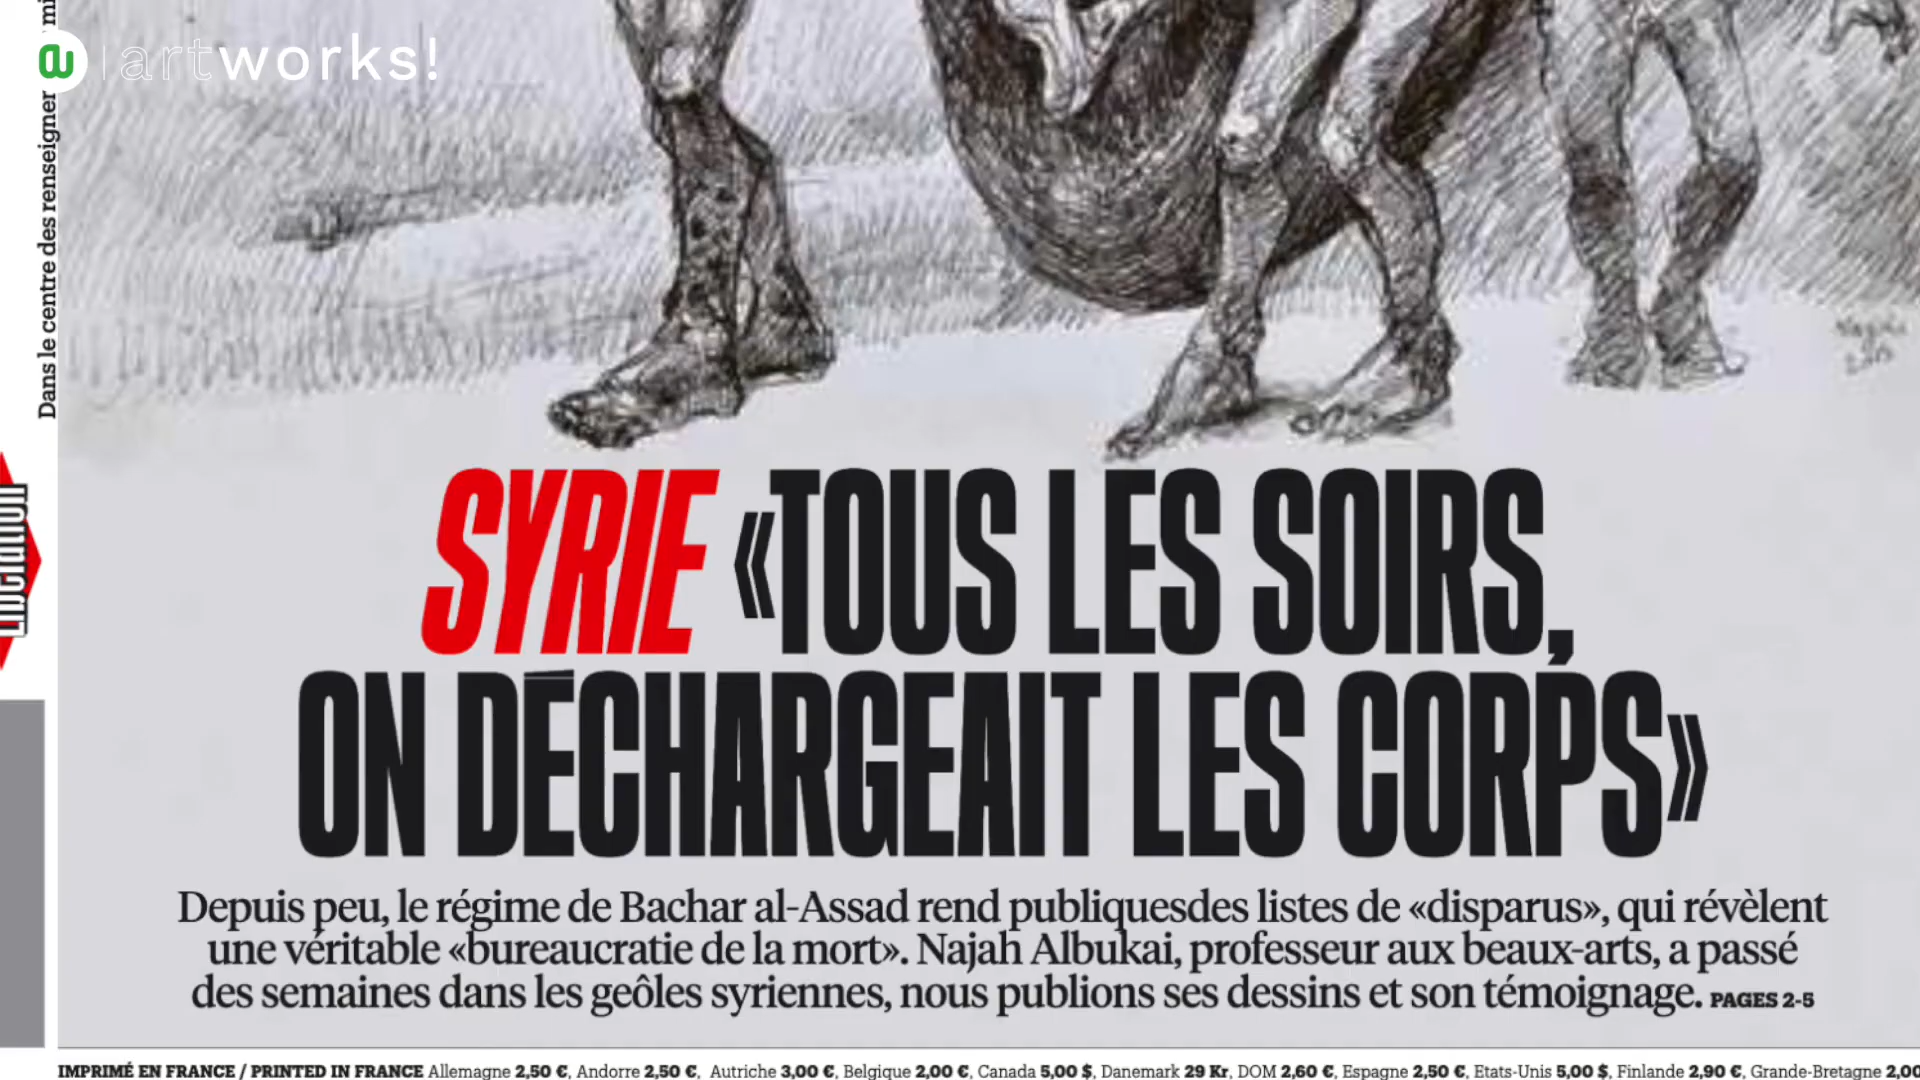 artworks!
Dans le centre des renseigner
Libération
SYRIE «TOUS LES SOIRS,
ON DÉCHARGEAIT LES CORPS»
Depuis peu, le régime de Bachar al-Assad rend publiquesdes listes de «disparus», qui révèlent
une véritable «bureaucratie de la mort». Najah Albukai, professeur aux beaux-arts, a passé
des semaines dans les geôles syriennes, nous publions ses dessins et son témoignage. PAGES 2-5
IMPRIMÉ EN FRANCE / PRINTED IN FRANCE Allemagne 2,50 €, Andorre 2,50 €, Autriche 3,00 €, Belgique 2,00 €, Canada 5,00 $, Danemark 29 Kr, DOM 2,60 €, Espagne 2,50 €, Etats-Unis 5,00 $, Finlande 2,90 €, Grande-Bretagne 2,00